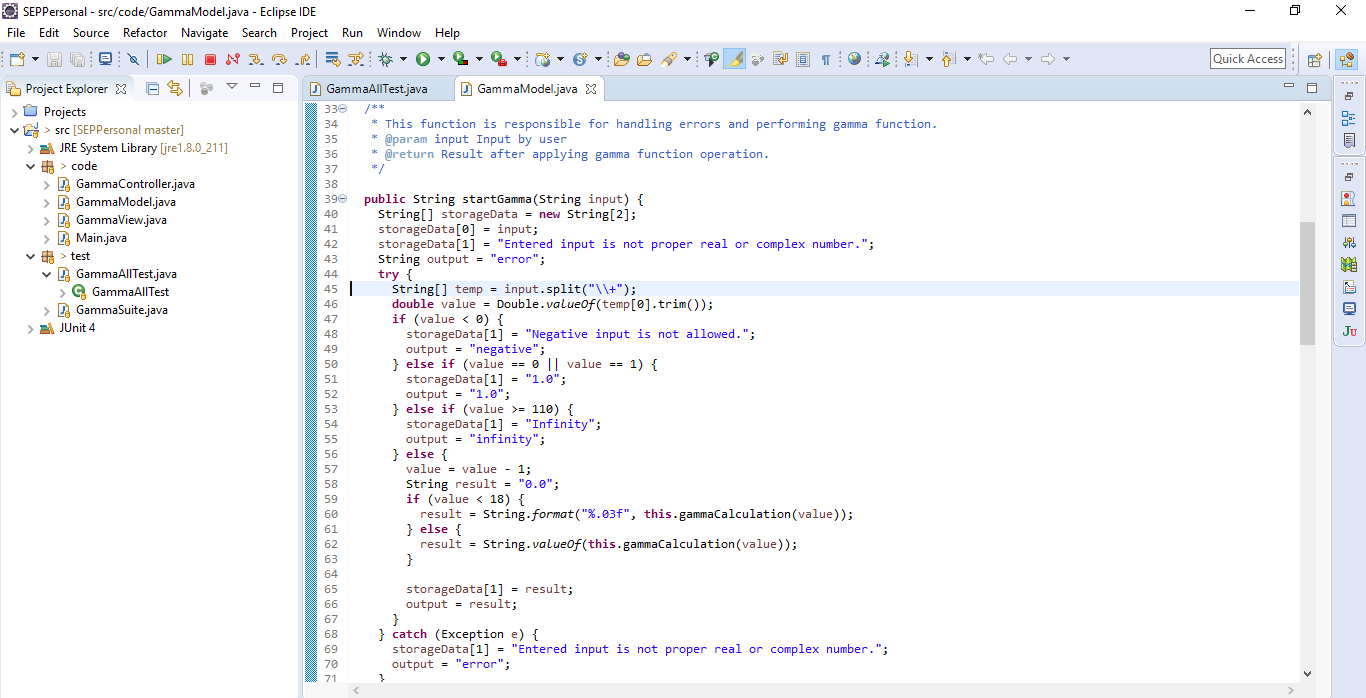 SEPPersonal - src/code/GammaModel.java - Eclipse IDE
File Edit Source Refactor Navigate Search Project Run Window Help
Quick Access
Project Explorer
GammaAllTest.java GammaModel.java
Projects
> src [SEPPersonal master]
JRE System Library [jre1.8.0_211]
> code
GammaController.java
GammaModel.java
GammaView.java
Main.java
> test
GammaAllTest.java
GammaAllTest
GammaSuite.java
JUnit 4
33 /**
34 * This function is responsible for handling errors and performing gamma function.
35 * @param input Input by user
36 * @return Result after applying gamma function operation.
37 */
38
39 public String startGamma(String input) {
40 String[] storageData = new String[2];
41 storageData[0] = input;
42 storageData[1] = "Entered input is not proper real or complex number.";
43 String output = "error";
44 try {
45 String[] temp = input.split("\\+");
46 double value = Double.valueOf(temp[0].trim());
47 if (value < 0) {
48 storageData[1] = "Negative input is not allowed.";
49 output = "negative";
50 } else if (value == 0 || value == 1) {
51 storageData[1] = "1.0";
52 output = "1.0";
53 } else if (value >= 110) {
54 storageData[1] = "Infinity";
55 output = "infinity";
56 } else {
57 value = value - 1;
58 String result = "0.0";
59 if (value < 18) {
60 result = String.format("%.03f", this.gammaCalculation(value));
61 } else {
62 result = String.valueOf(this.gammaCalculation(value));
63 }
64
65 storageData[1] = result;
66 output = result;
67 }
68 } catch (Exception e) {
69 storageData[1] = "Entered input is not proper real or complex number.";
70 output = "error";
71 }